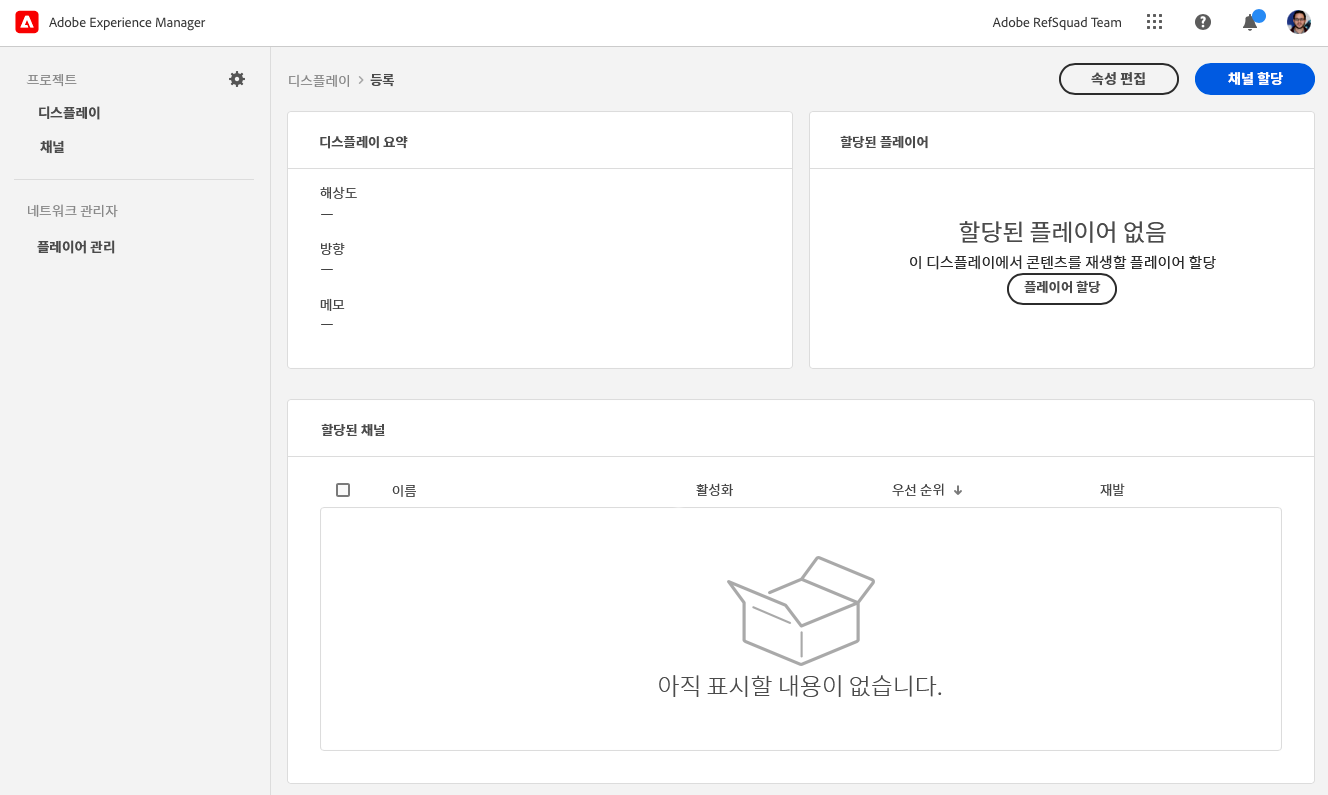 Adobe Experience Manager
Adobe RefSquad Team
프로젝트
디스플레이
채널
네트워크 관리자
플레이어 관리
디스플레이 > 등록
속성 편집
채널 할당
디스플레이 요약
해상도
—
방향
—
메모
—
할당된 플레이어
할당된 플레이어 없음
이 디스플레이에서 콘텐츠를 재생할 플레이어 할당
플레이어 할당
할당된 채널
이름 활성화 우선 순위 재발
아직 표시할 내용이 없습니다.